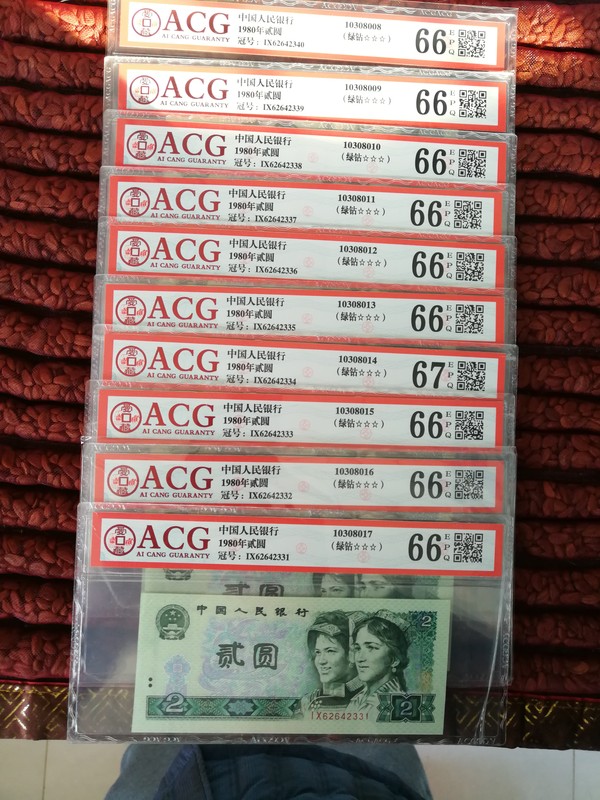 ACG
AI CANG GUARANTY
中国人民银行
1980年贰圆
冠号：IX62642340
10308008
（绿钻☆☆☆）
66 EPQ
ACG
AI CANG GUARANTY
中国人民银行
1980年贰圆
冠号：IX62642339
10308009
（绿钻☆☆☆）
66 EPQ
ACG
AI CANG GUARANTY
中国人民银行
1980年贰圆
冠号：IX62642338
10308010
（绿钻☆☆☆）
66 EPQ
ACG
AI CANG GUARANTY
中国人民银行
1980年贰圆
冠号：IX62642337
10308011
（绿钻☆☆☆）
66 EPQ
ACG
AI CANG GUARANTY
中国人民银行
1980年贰圆
冠号：IX62642336
10308012
（绿钻☆☆☆）
66 EPQ
ACG
AI CANG GUARANTY
中国人民银行
1980年贰圆
冠号：IX62642335
10308013
（绿钻☆☆☆）
66 EPQ
ACG
AI CANG GUARANTY
中国人民银行
1980年贰圆
冠号：IX62642334
10308014
（绿钻☆☆☆）
67 EPQ
ACG
AI CANG GUARANTY
中国人民银行
1980年贰圆
冠号：IX62642333
10308015
（绿钻☆☆☆）
66 EPQ
ACG
AI CANG GUARANTY
中国人民银行
1980年贰圆
冠号：IX62642332
10308016
（绿钻☆☆☆）
66 EPQ
ACG
AI CANG GUARANTY
中国人民银行
1980年贰圆
冠号：IX62642331
10308017
（绿钻☆☆☆）
66 EPQ
贰圆
中国人民银行
2
贰圆
2
IX62642331
2